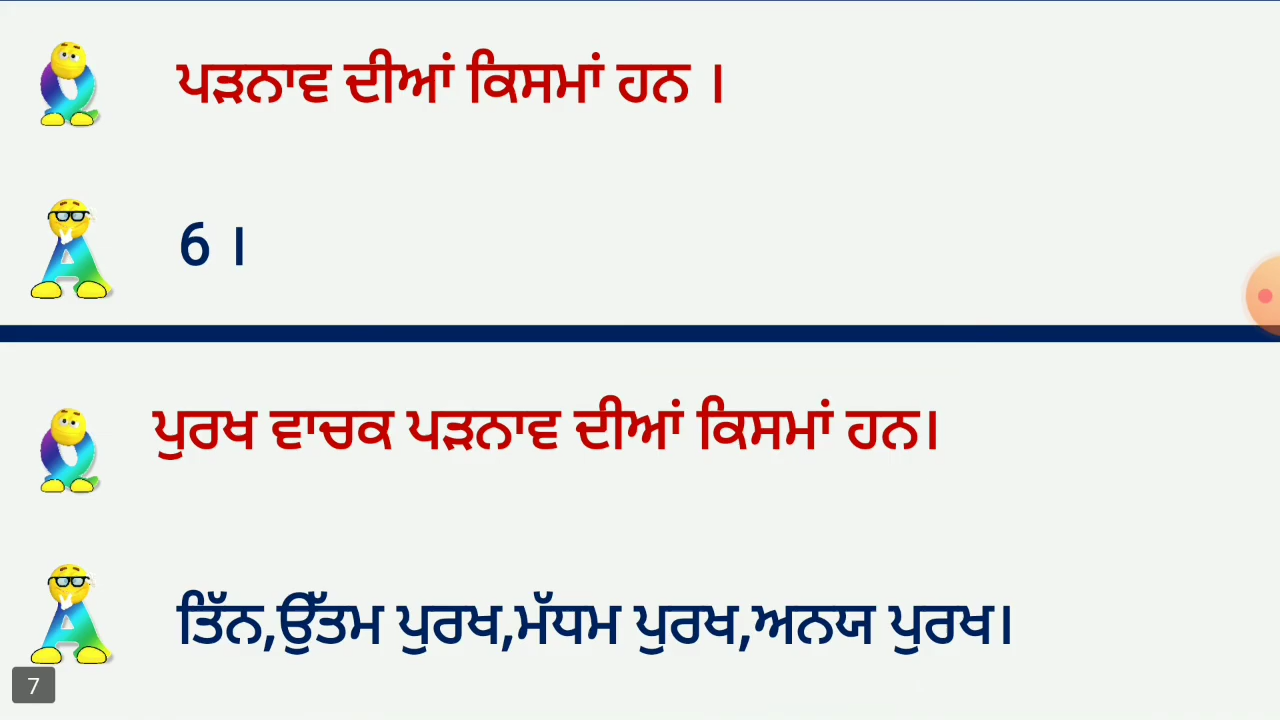 ਪੜਨਾਵ ਦੀਆਂ ਕਿਸਮਾਂ ਹਨ ।
6 ।
ਪੁਰਖ ਵਾਚਕ ਪੜਨਾਵ ਦੀਆਂ ਕਿਸਮਾਂ ਹਨ।
ਤਿੱਨ,ਉੱਤਮ ਪੁਰਖ,ਮੱਧਮ ਪੁਰਖ,ਅਨਯ ਪੁਰਖ।
7